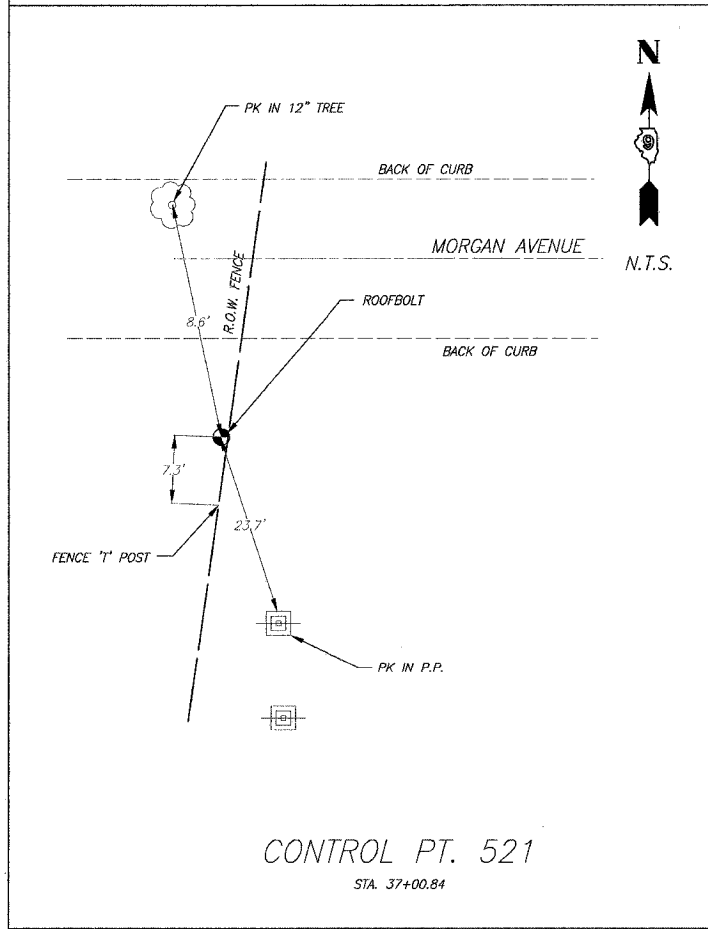 N
PK IN 12" TREE
9
BACK OF CURB
MORGAN AVENUE
N.T.S.
R.O.W. FENCE
ROOFBOLT
8.6'
BACK OF CURB
7.3'
23.7'
FENCE 'T' POST
PK IN P.P.
CONTROL PT. 521
STA. 37+00.84